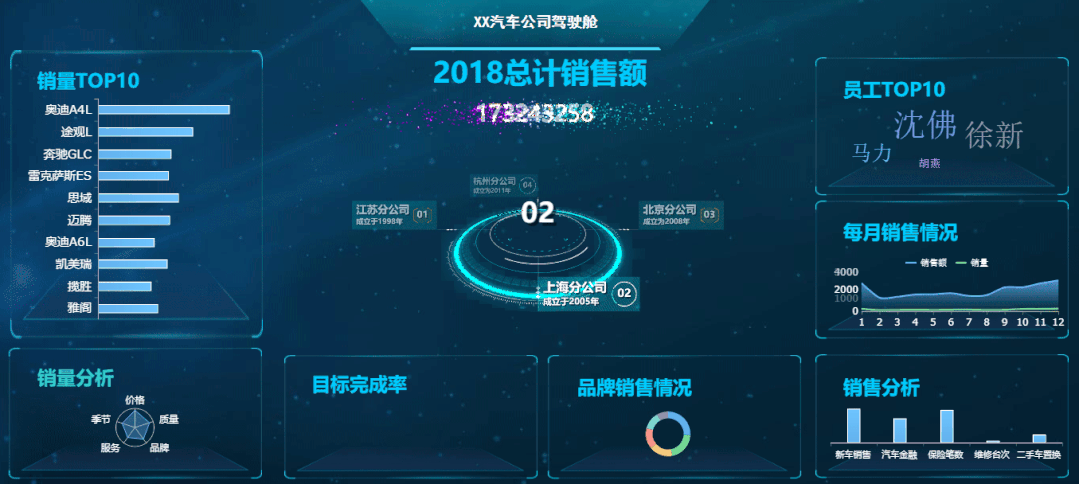 XX汽车公司驾驶舱
2018总计销售额
173243258
销量TOP10
奥迪A4L
途观L
奔驰GLC
雷克萨斯ES
思域
迈腾
奥迪A6L
凯美瑞
揽胜
雅阁
杭州分公司 04
成立为2011年
江苏分公司 01
成立于1998年
02
北京分公司 03
成立为2008年
上海分公司 02
成立于2005年
员工TOP10
沈佛
徐新
马力
胡燕
每月销售情况
销售额 销量
4000
2000
1000
0
1 2 3 4 5 6 7 8 9 10 11 12
销量分析
价格
季节 质量
服务 品牌
目标完成率
品牌销售情况
销售分析
新车销售 汽车金融 保险笔数 维修台次 二手车置换